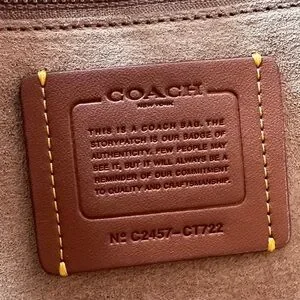 COACH
NEW YORK
THIS IS A COACH BAG. THE
STORYPATCH IS OUR BADGE OF
AUTHENTICITY. FEW PEOPLE MAY
SEE IT, BUT IT WILL ALWAYS BE A
REMINDER OF OUR COMMITMENT
TO QUALITY AND CRAFTSMANSHIP.
Nº C2457-CT722